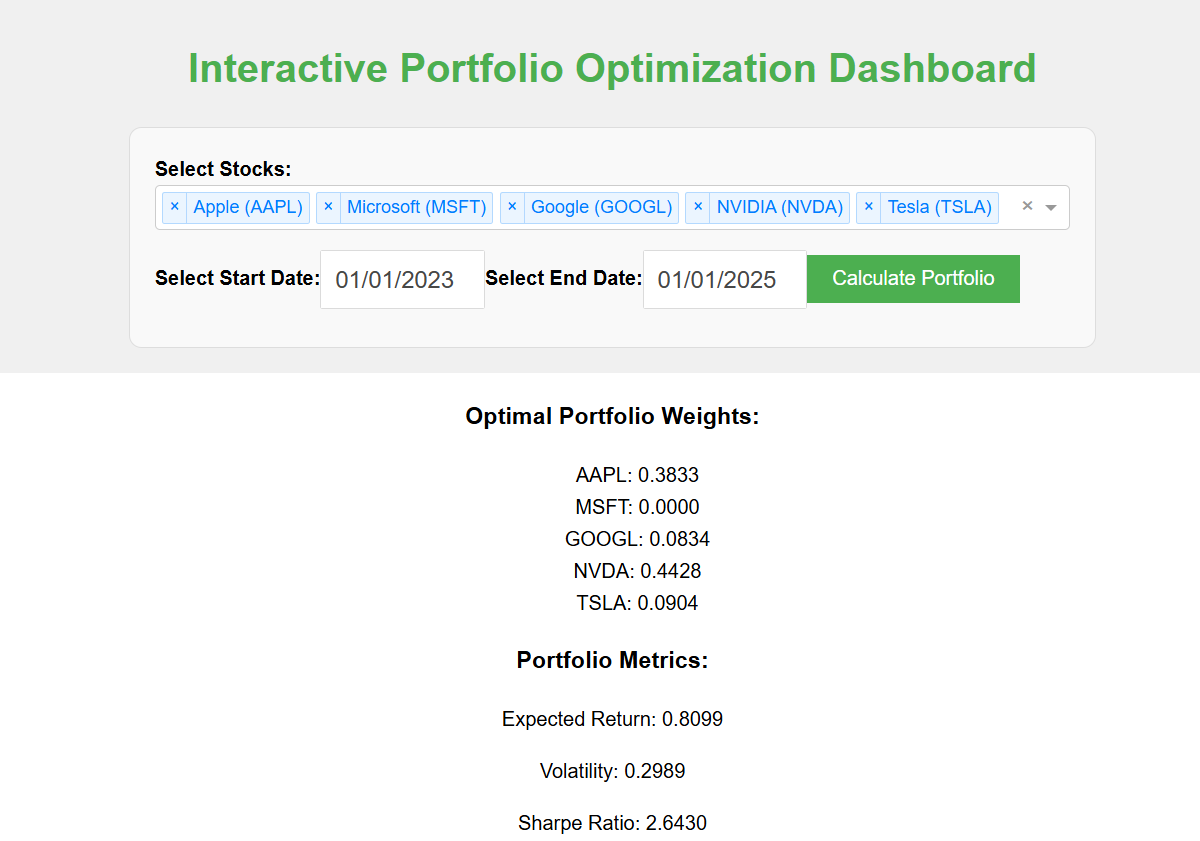 Interactive Portfolio Optimization Dashboard
Select Stocks:
× Apple (AAPL) × Microsoft (MSFT) × Google (GOOGL) × NVIDIA (NVDA) × Tesla (TSLA) ×
Select Start Date: 01/01/2023 Select End Date: 01/01/2025 Calculate Portfolio
Optimal Portfolio Weights:
AAPL: 0.3833
MSFT: 0.0000
GOOGL: 0.0834
NVDA: 0.4428
TSLA: 0.0904
Portfolio Metrics:
Expected Return: 0.8099
Volatility: 0.2989
Sharpe Ratio: 2.6430